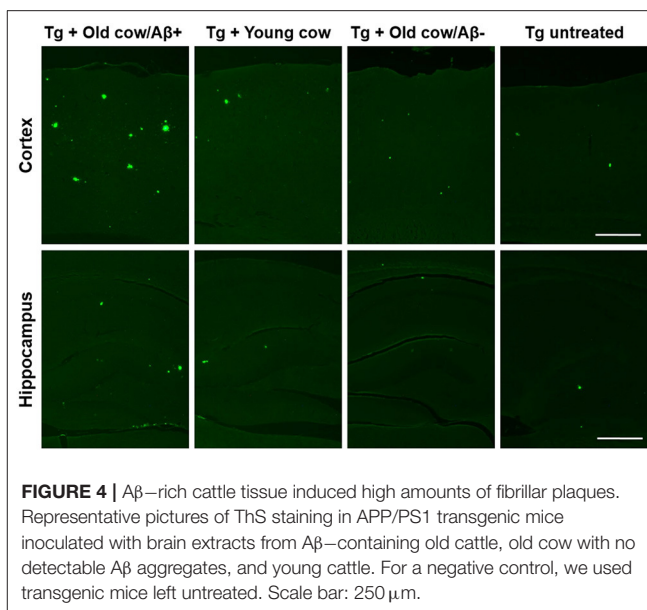 Tg + Old cow/Aβ+ Tg + Young cow Tg + Old cow/Aβ- Tg untreated
Cortex
Hippocampus
FIGURE 4 | Aβ−rich cattle tissue induced high amounts of fibrillar plaques.
Representative pictures of ThS staining in APP/PS1 transgenic mice
inoculated with brain extracts from Aβ−containing old cattle, old cow with no
detectable Aβ aggregates, and young cattle. For a negative control, we used
transgenic mice left untreated. Scale bar: 250 μm.